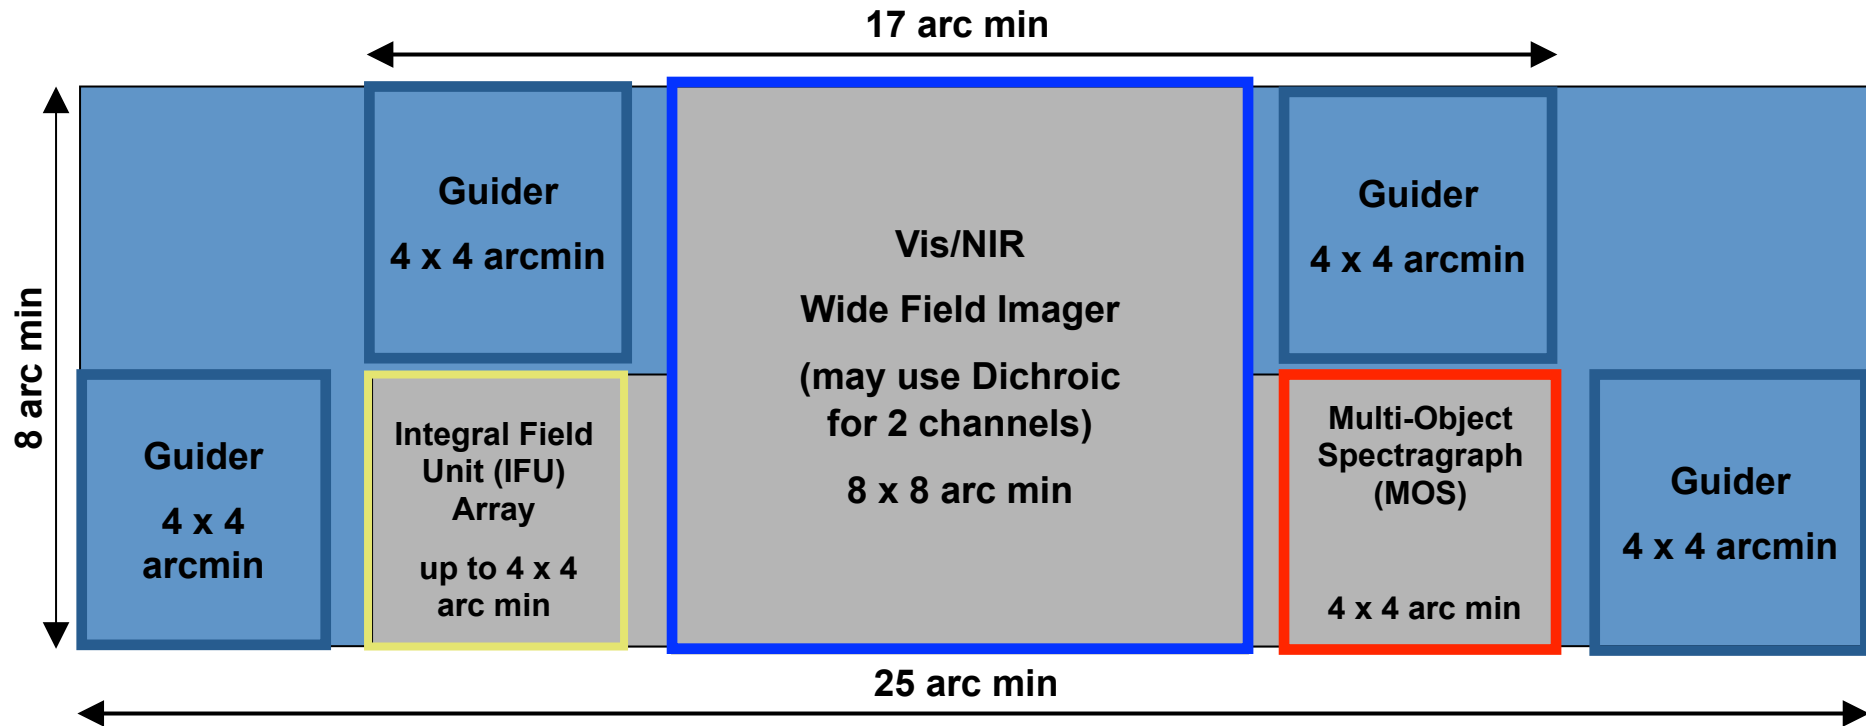 17 arc min
8 arc min
Guider
4 x 4 arcmin
Guider
4 x 4 arcmin
Vis/NIR
Wide Field Imager
(may use Dichroic
for 2 channels)
8 x 8 arc min
Guider
4 x 4
arcmin
Integral Field
Unit (IFU)
Array
up to 4 x 4
arc min
Multi-Object
Spectragraph
(MOS)
4 x 4 arc min
Guider
4 x 4 arcmin
25 arc min